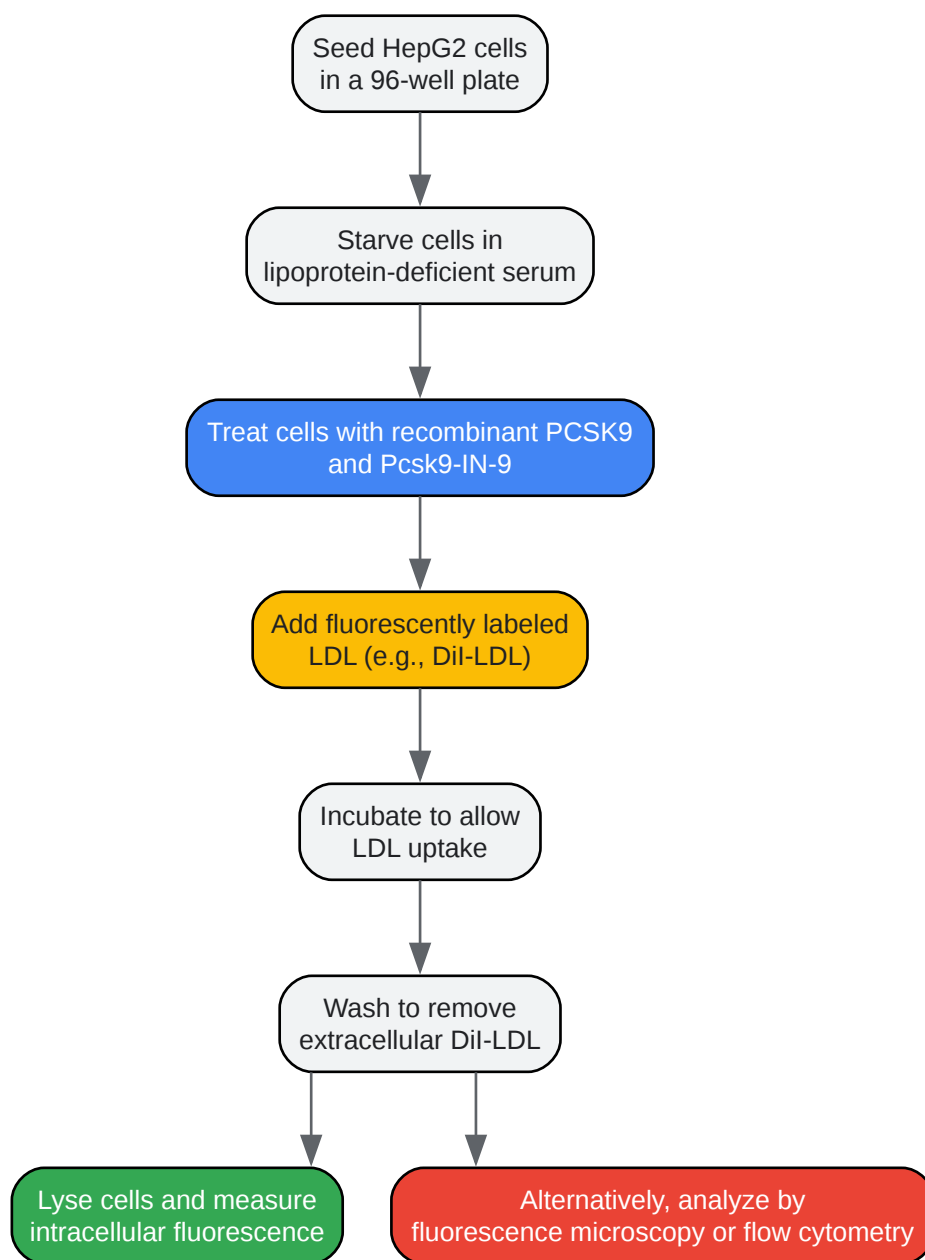 Seed HepG2 cells
in a 96-well plate
Starve cells in
lipoprotein-deficient serum
Treat cells with recombinant PCSK9
and Pcsk9-IN-9
Add fluorescently labeled
LDL (e.g., DiI-LDL)
Incubate to allow
LDL uptake
Wash to remove
extracellular DiI-LDL
Lyse cells and measure
intracellular fluorescence
Alternatively, analyze by
fluorescence microscopy or flow cytometry